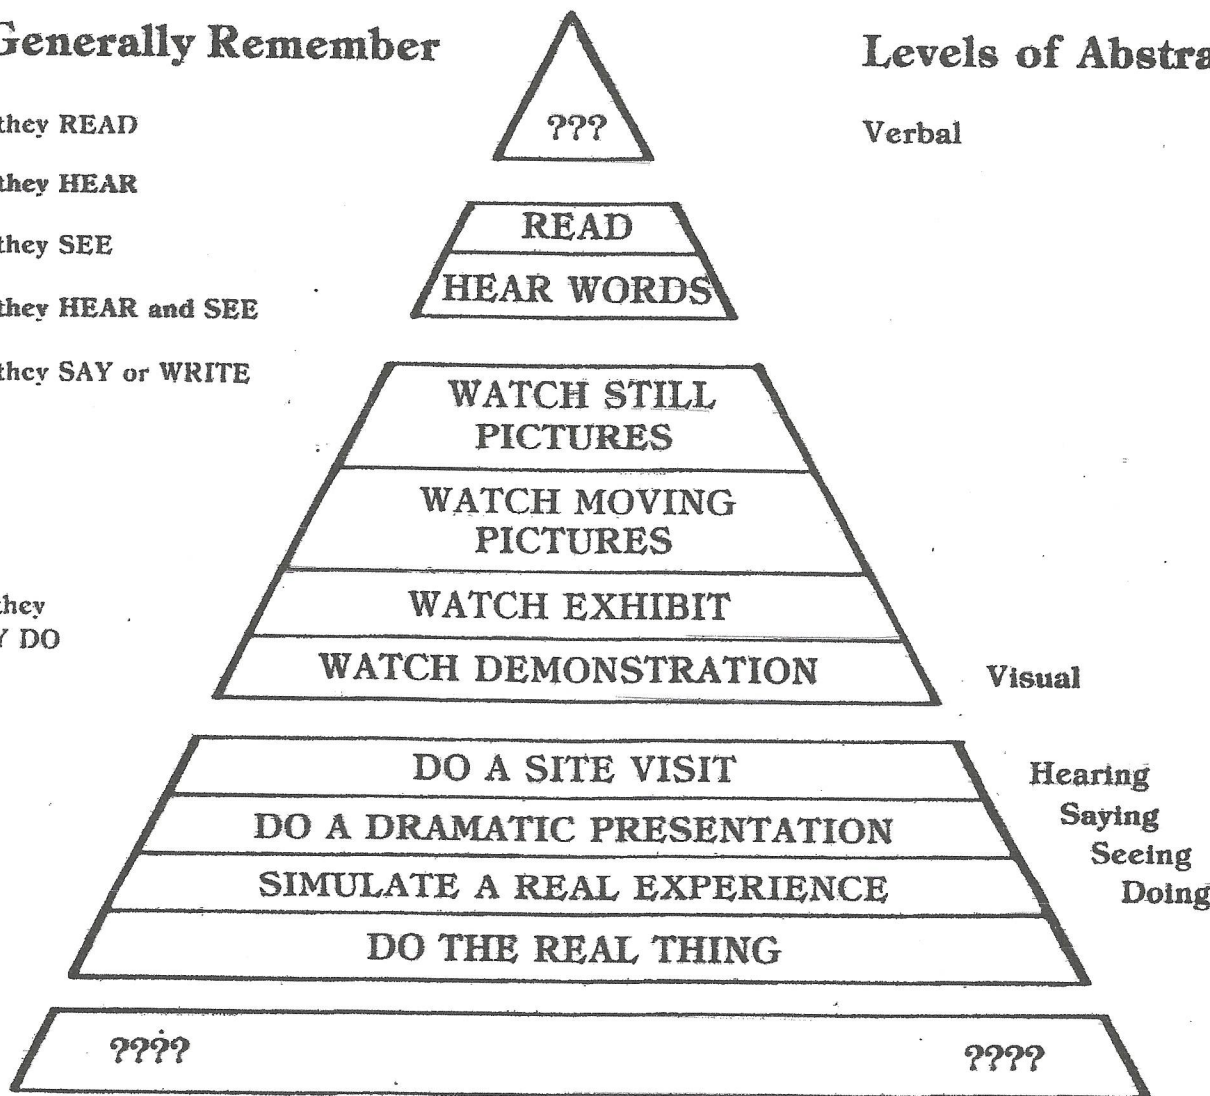 Generally Remember
they READ
they HEAR
they SEE
they HEAR and SEE
they SAY or WRITE
they
Y DO
???
READ
HEAR WORDS
WATCH STILL
PICTURES
WATCH MOVING
PICTURES
WATCH EXHIBIT
WATCH DEMONSTRATION
DO A SITE VISIT
DO A DRAMATIC PRESENTATION
SIMULATE A REAL EXPERIENCE
DO THE REAL THING
???? ????
Levels of Abstra
Verbal
Visual
Hearing
Saying
Seeing
Doing